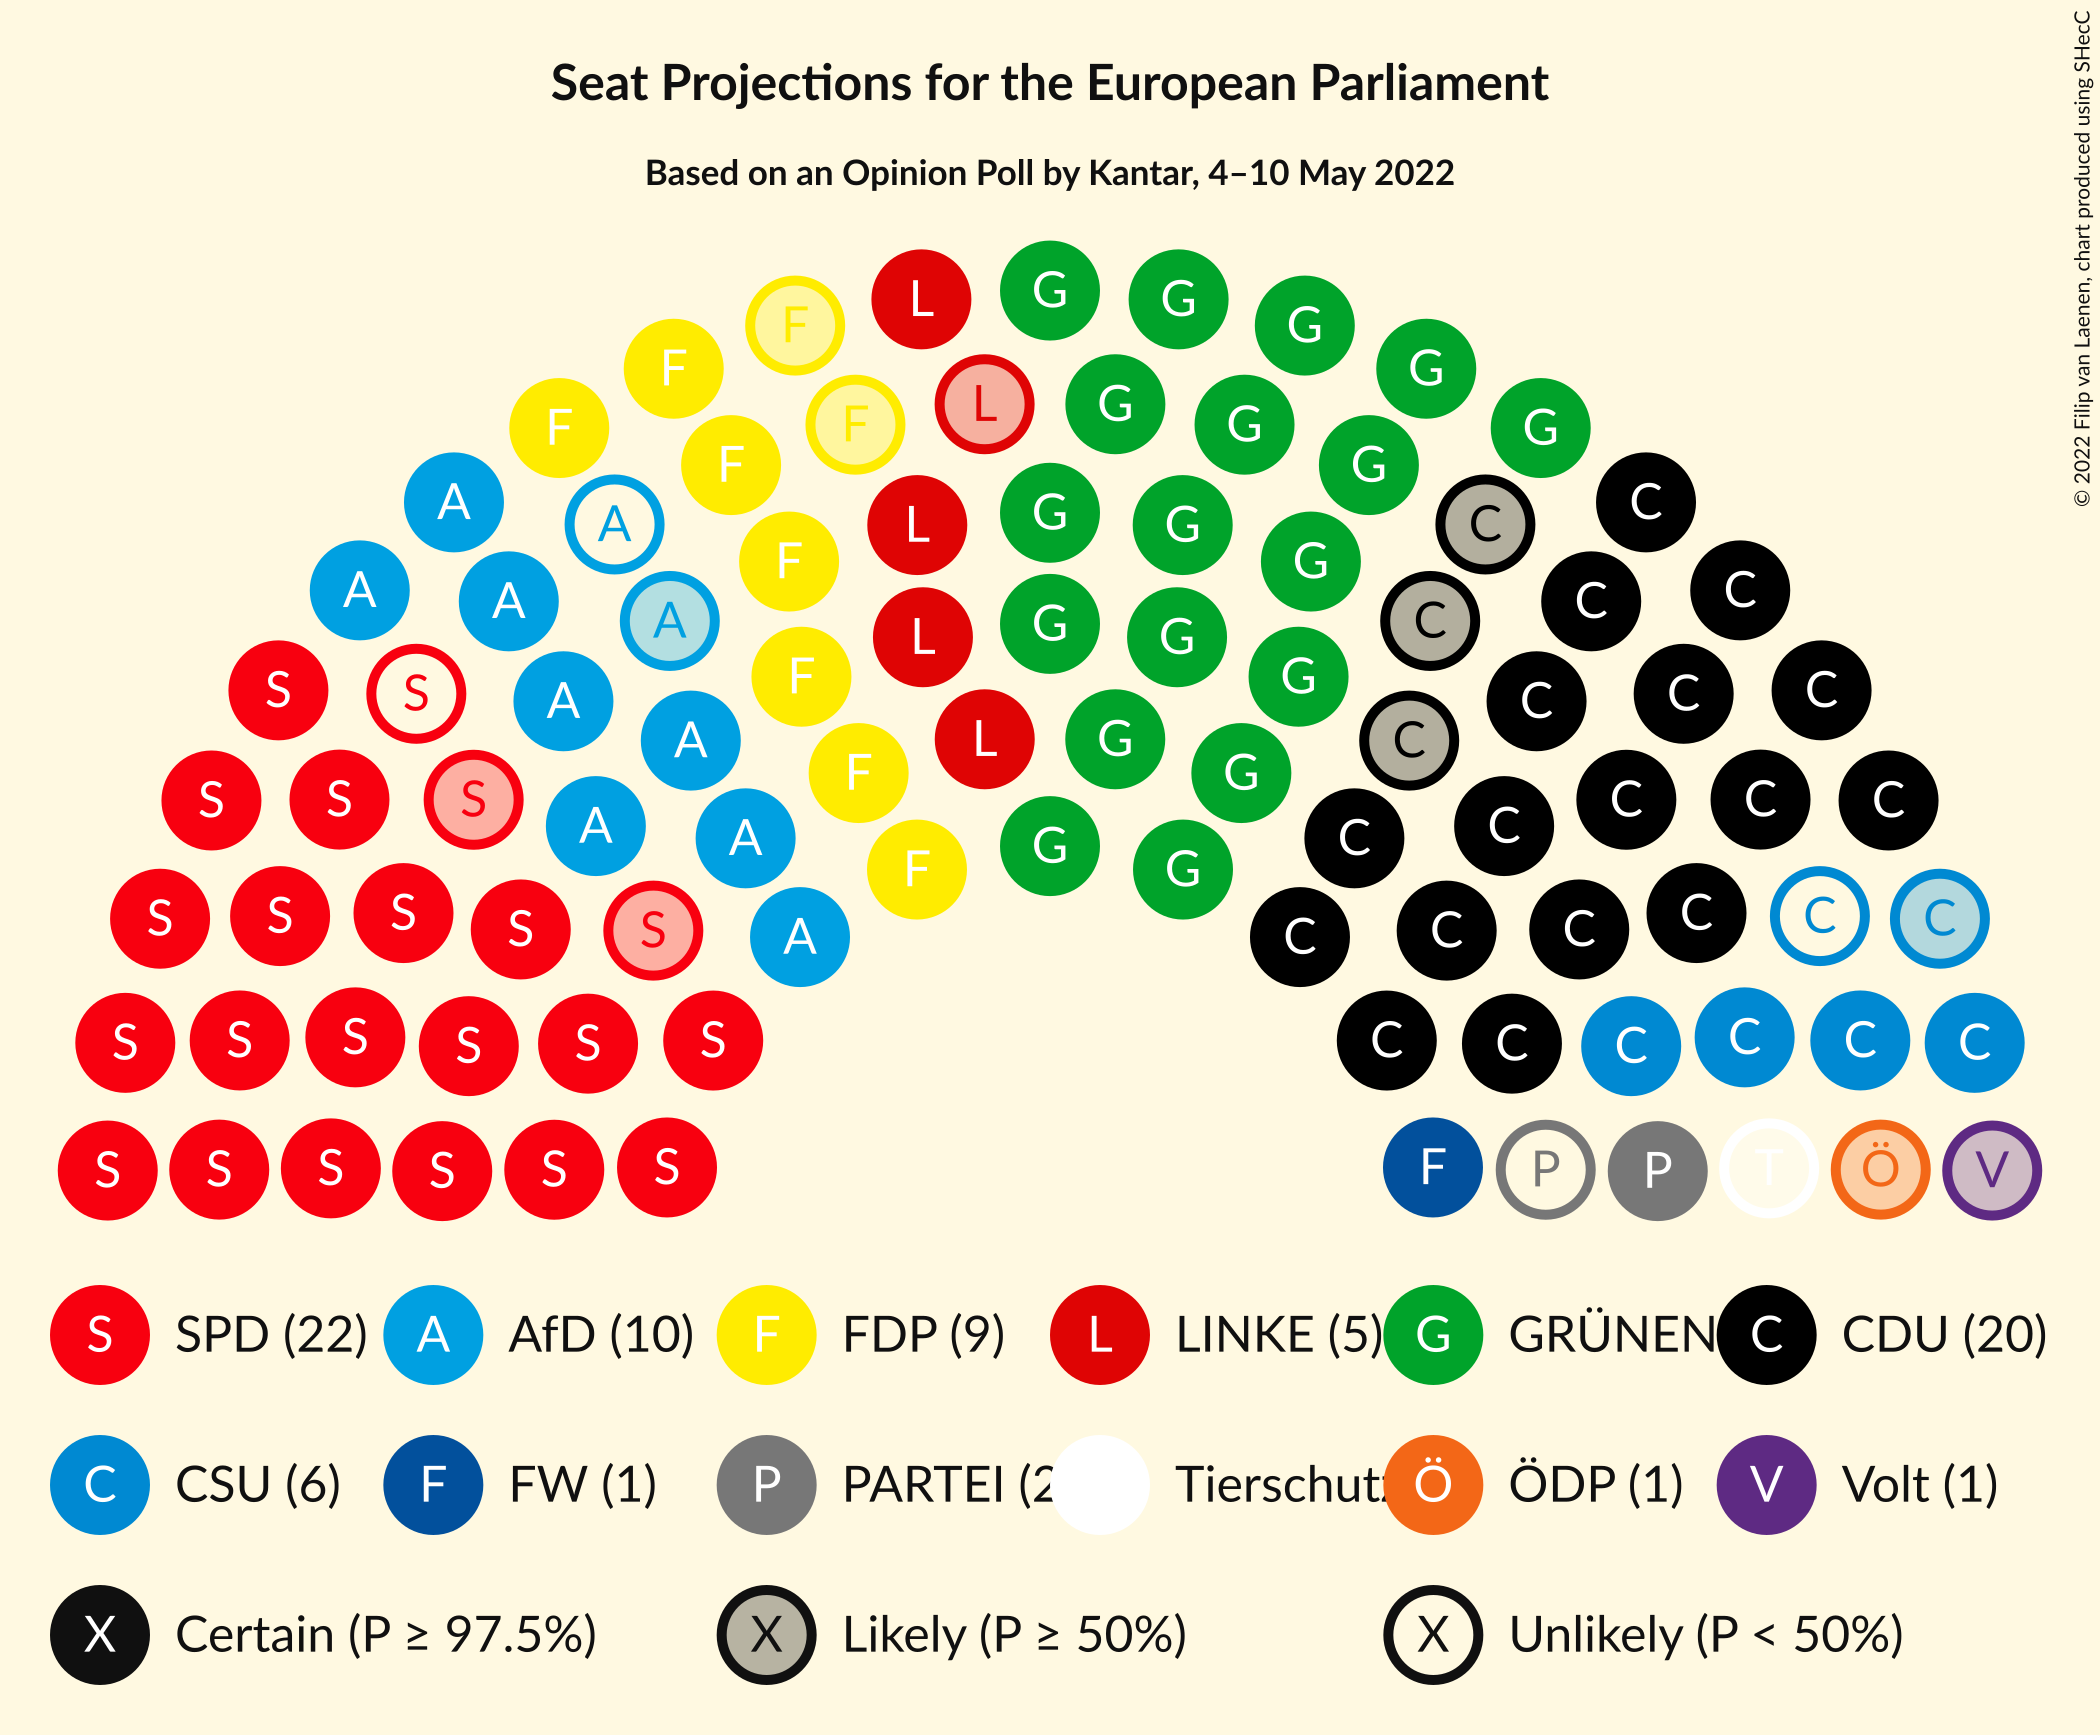 © 2022 Filip van Laenen, chart produced using SHecC
Seat Projections for the European Parliament
Based on an Opinion Poll by Kantar, 4–10 May 2022
L G G
F G
F G
L G
F F G G
F G
A C
A L G G C
F G
A A C C
A L G G C
S S A F G C C C
A L G C
F G
S S S C C C
A A G C C
F G
S S S S S A C C C C C C
S S S S S S C C C C C C
S S S S S S F P P T Ö V
S SPD (22) A AfD (10) F FDP (9) L LINKE (5) G GRÜNEN C CDU (20)
C CSU (6) F FW (1) P PARTEI (2 Tierschutz Ö ÖDP (1) V Volt (1)
X Certain (P ≥ 97.5%) X Likely (P ≥ 50%) X Unlikely (P < 50%)